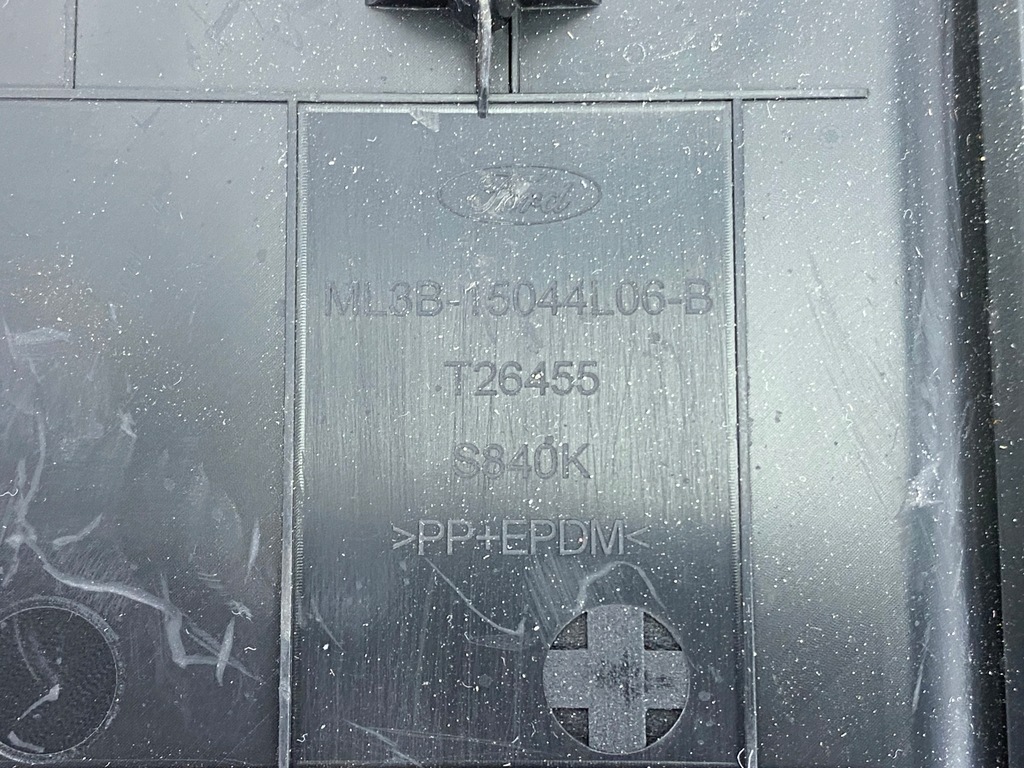 Ford
ML3B-15044L06-B
T26455
S840K
>PP+EPDM<